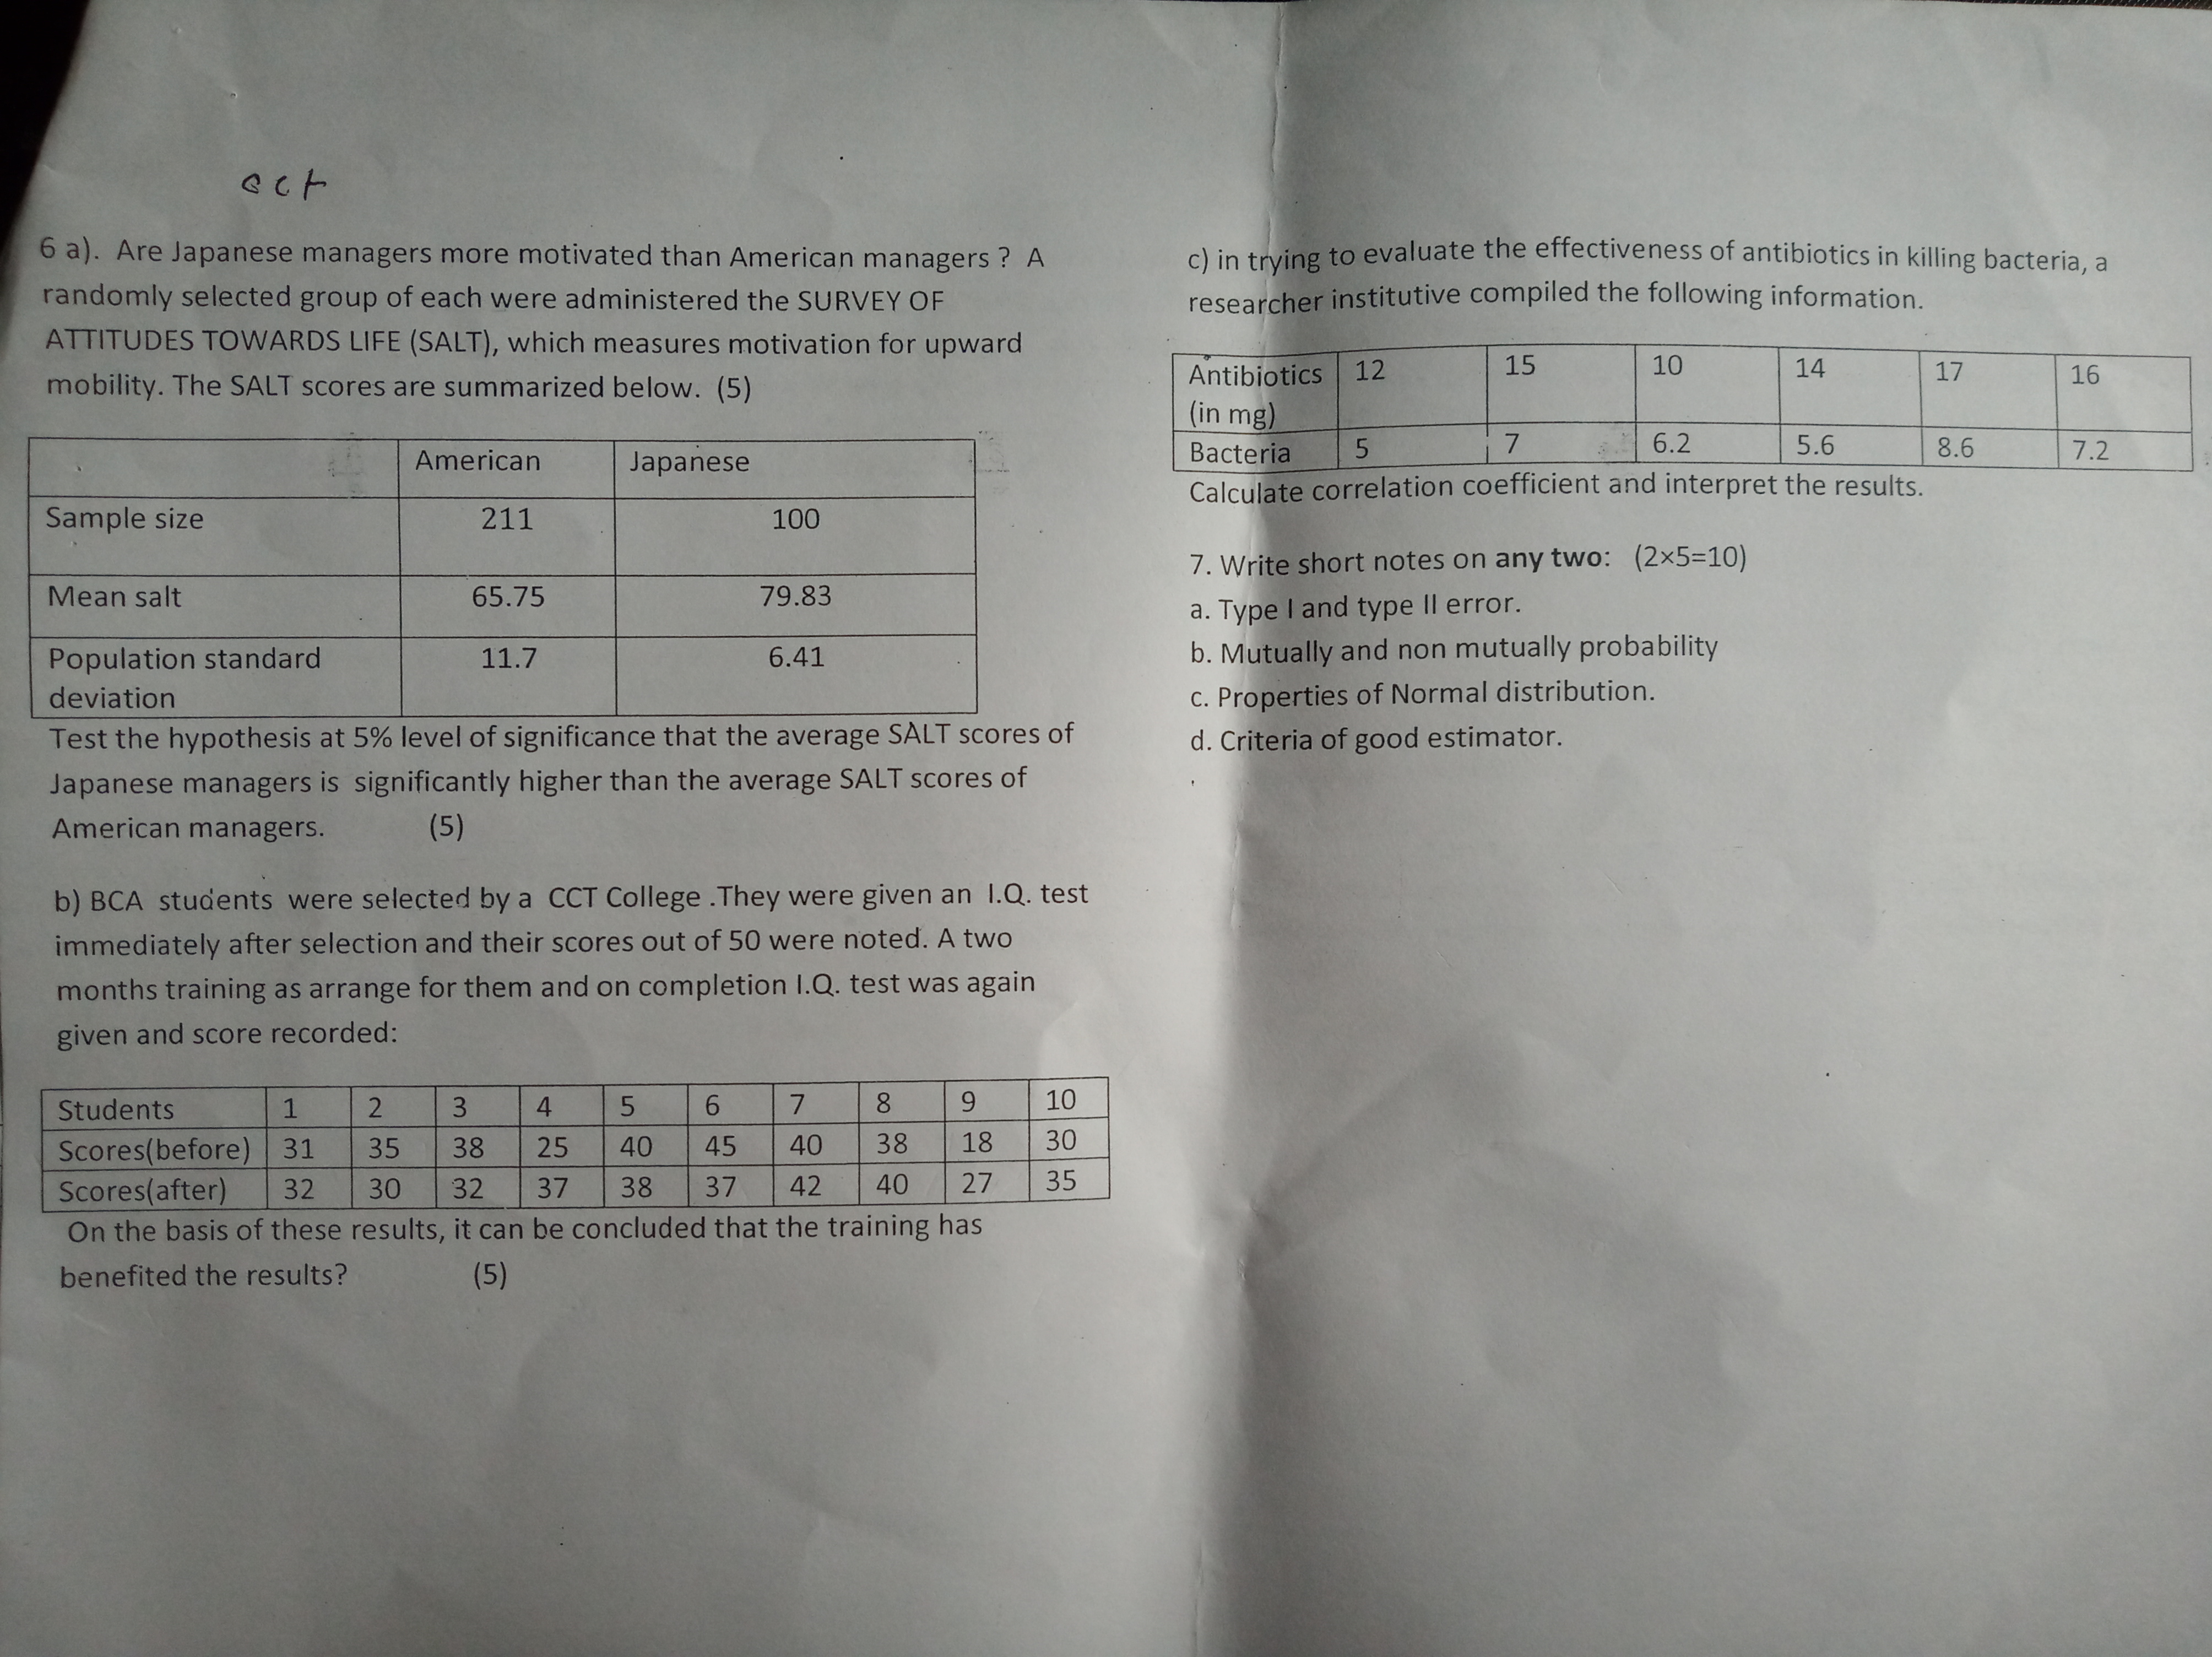 cct
6 a). Are Japanese managers more motivated than American managers ? A
randomly selected group of each were administered the SURVEY OF
ATTITUDES TOWARDS LIFE (SALT), which measures motivation for upward
mobility. The SALT scores are summarized below. (5)
American Japanese
Sample size 211 100
Mean salt 65.75 79.83
Population standard 11.7 6.41
deviation
Test the hypothesis at 5% level of significance that the average SALT scores of
Japanese managers is significantly higher than the average SALT scores of
American managers. (5)
b) BCA students were selected by a CCT College .They were given an I.Q. test
immediately after selection and their scores out of 50 were noted. A two
months training as arrange for them and on completion I.Q. test was again
given and score recorded:
Students 1 2 3 4 5 6 7 8 9 10
Scores(before) 31 35 38 25 40 45 40 38 18 30
Scores(after) 32 30 32 37 38 37 42 40 27 35
On the basis of these results, it can be concluded that the training has
benefited the results? (5)
c) in trying to evaluate the effectiveness of antibiotics in killing bacteria, a
researcher institutive compiled the following information.
Antibiotics 12 15 10 14 17 16
(in mg)
Bacteria 5 7 6.2 5.6 8.6 7.2
Calculate correlation coefficient and interpret the results.
7. Write short notes on any two: (2×5=10)
a. Type I and type II error.
b. Mutually and non mutually probability
c. Properties of Normal distribution.
d. Criteria of good estimator.